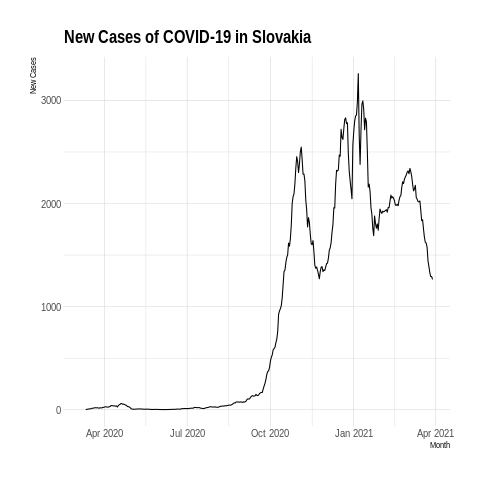 New Cases of COVID-19 in Slovakia
New Cases
3000
2000
1000
0
Apr 2020 Jul 2020 Oct 2020 Jan 2021 Apr 2021
Month